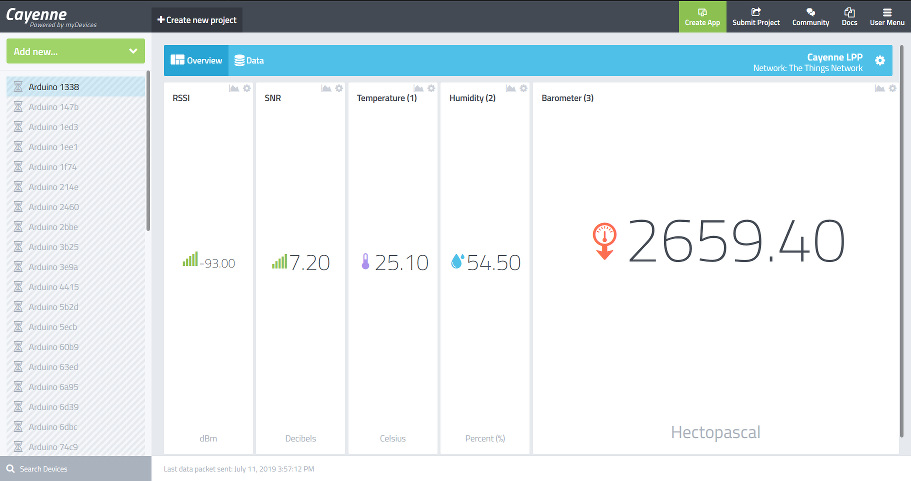 Cayenne
Powered by myDevices
+ Create new project
Create App
Submit Project
Community
Docs
User Menu
Add new...
Arduino 1338
Arduino 147b
Arduino 1ed3
Arduino 1ee1
Arduino 1f74
Arduino 214e
Arduino 2460
Arduino 2bbe
Arduino 3b25
Arduino 3e9a
Arduino 4415
Arduino 5b2d
Arduino 5ecb
Arduino 60b9
Arduino 63ed
Arduino 6a95
Arduino 6d39
Arduino 6dbc
Arduino 74c9
Search Devices
Overview
Data
Cayenne LPP
Network: The Things Network
RSSI
-93.00
dBm
SNR
7.20
Decibels
Temperature (1)
25.10
Celsius
Humidity (2)
54.50
Percent (%)
Barometer (3)
2659.40
Hectopascal
Last data packet sent: July 11, 2019 3:57:12 PM